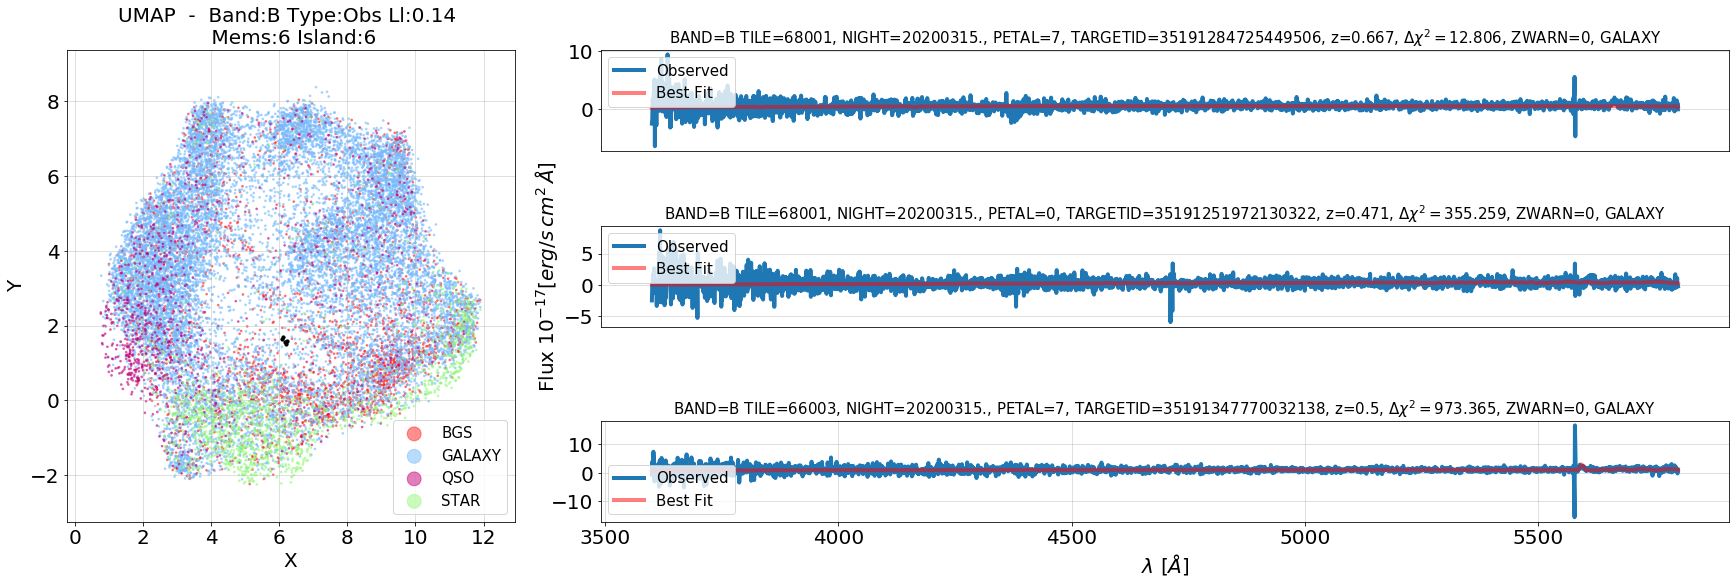 UMAP - Band:B Type:Obs Ll:0.14
Mems:6 Island:6
8
6
4
2
0
−2
Y
0 2 4 6 8 10 12
X
BGS
GALAXY
QSO
STAR
Flux 10⁻¹⁷[erg/s cm² Å]
BAND=B TILE=68001, NIGHT=20200315., PETAL=7, TARGETID=35191284725449506, z=0.667, Δχ² = 12.806, ZWARN=0, GALAXY
10
0
Observed
Best Fit
BAND=B TILE=68001, NIGHT=20200315., PETAL=0, TARGETID=35191251972130322, z=0.471, Δχ² = 355.259, ZWARN=0, GALAXY
5
0
−5
Observed
Best Fit
BAND=B TILE=66003, NIGHT=20200315., PETAL=7, TARGETID=35191347770032138, z=0.5, Δχ² = 973.365, ZWARN=0, GALAXY
10
0
−10
Observed
Best Fit
3500 4000 4500 5000 5500
λ [Å]